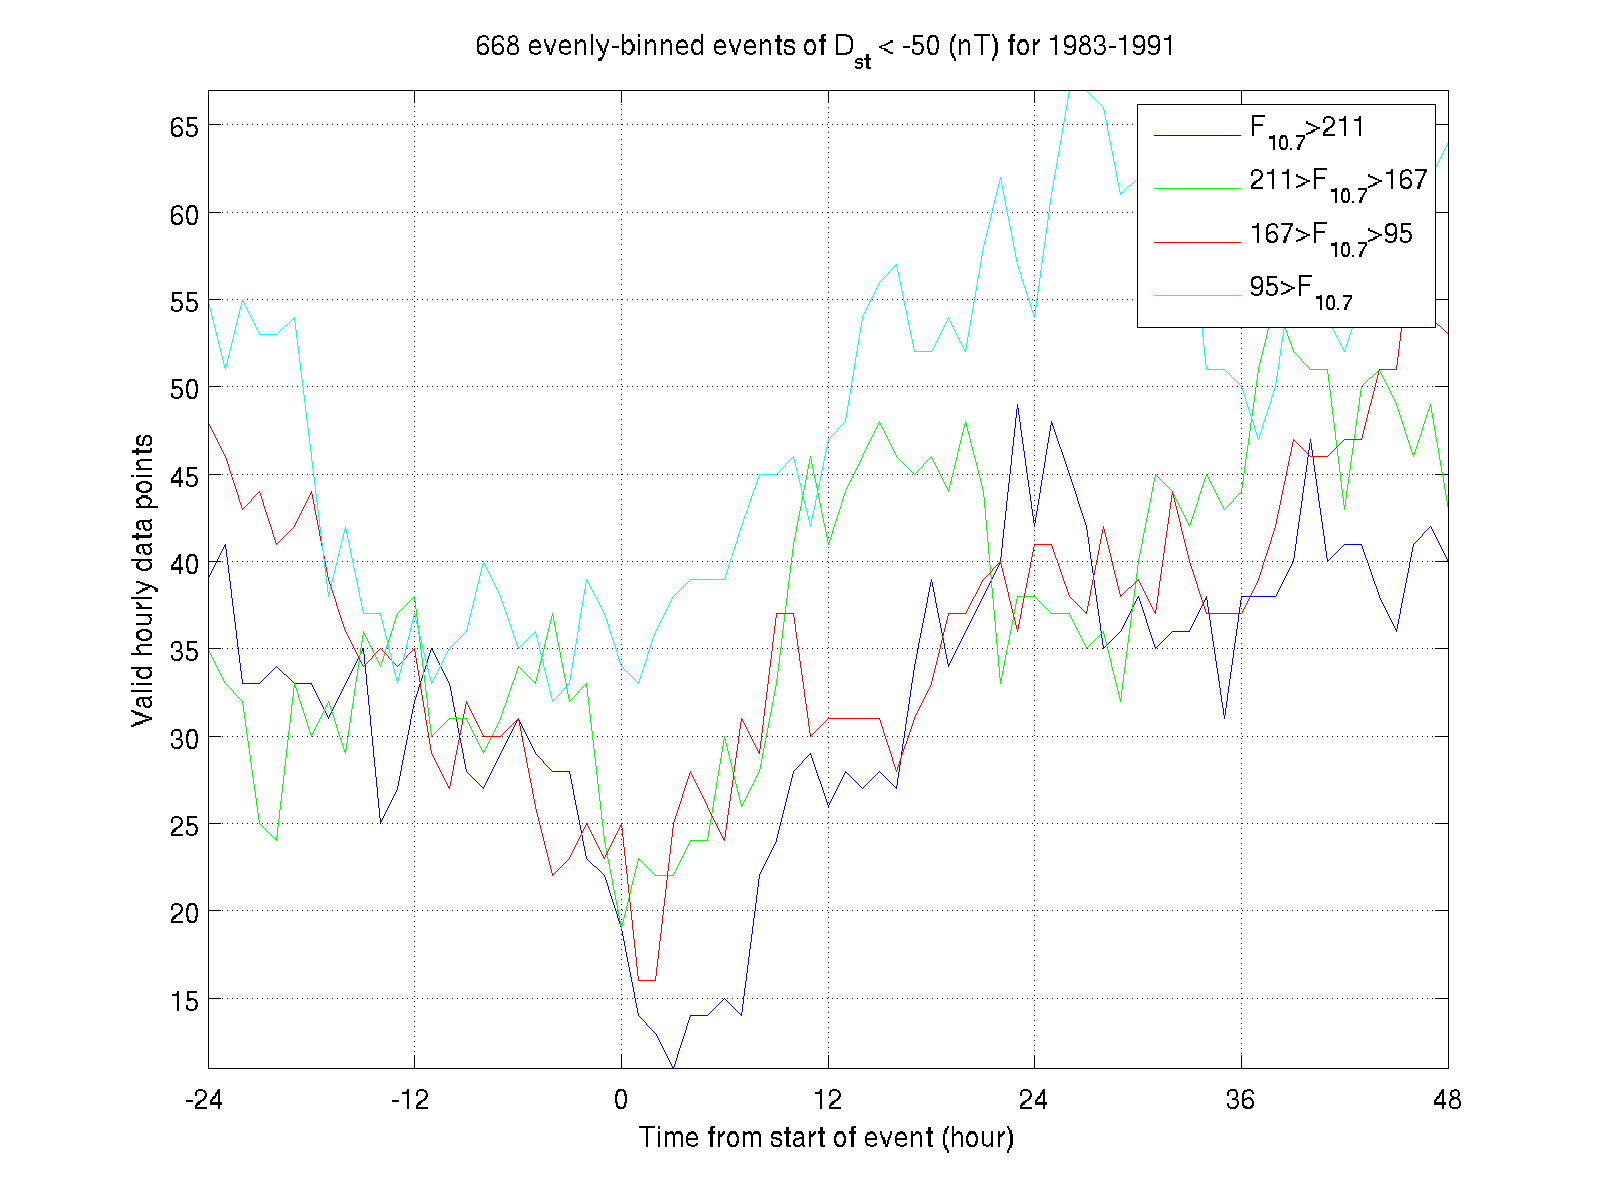 668 evenly-binned events of Dst < -50 (nT) for 1983-1991
F10.7>211
211>F10.7>167
167>F10.7>95
95>F10.7
65
60
55
50
45
40
35
30
25
20
15
Valid hourly data points
-24 -12 0 12 24 36 48
Time from start of event (hour)